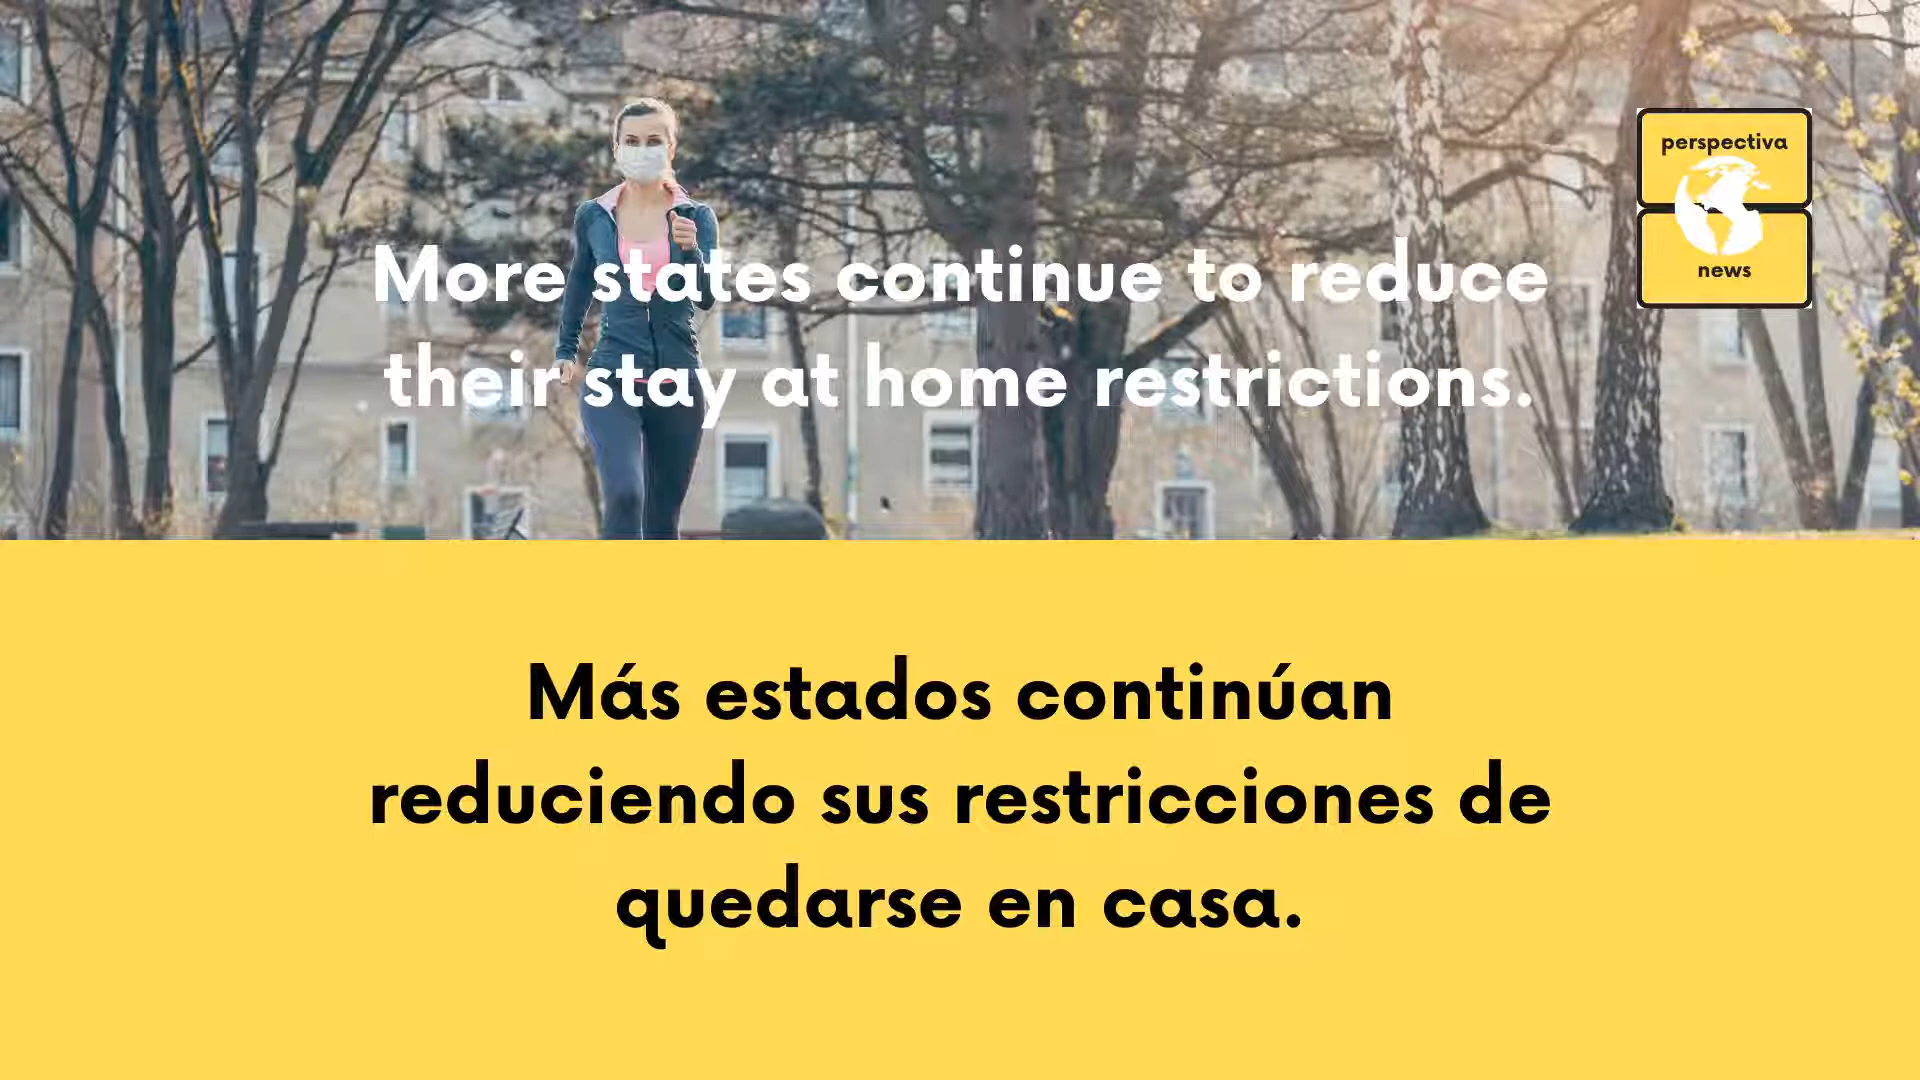 perspectiva
news
More states continue to reduce
their stay at home restrictions.
Más estados continúan
reduciendo sus restricciones de
quedarse en casa.